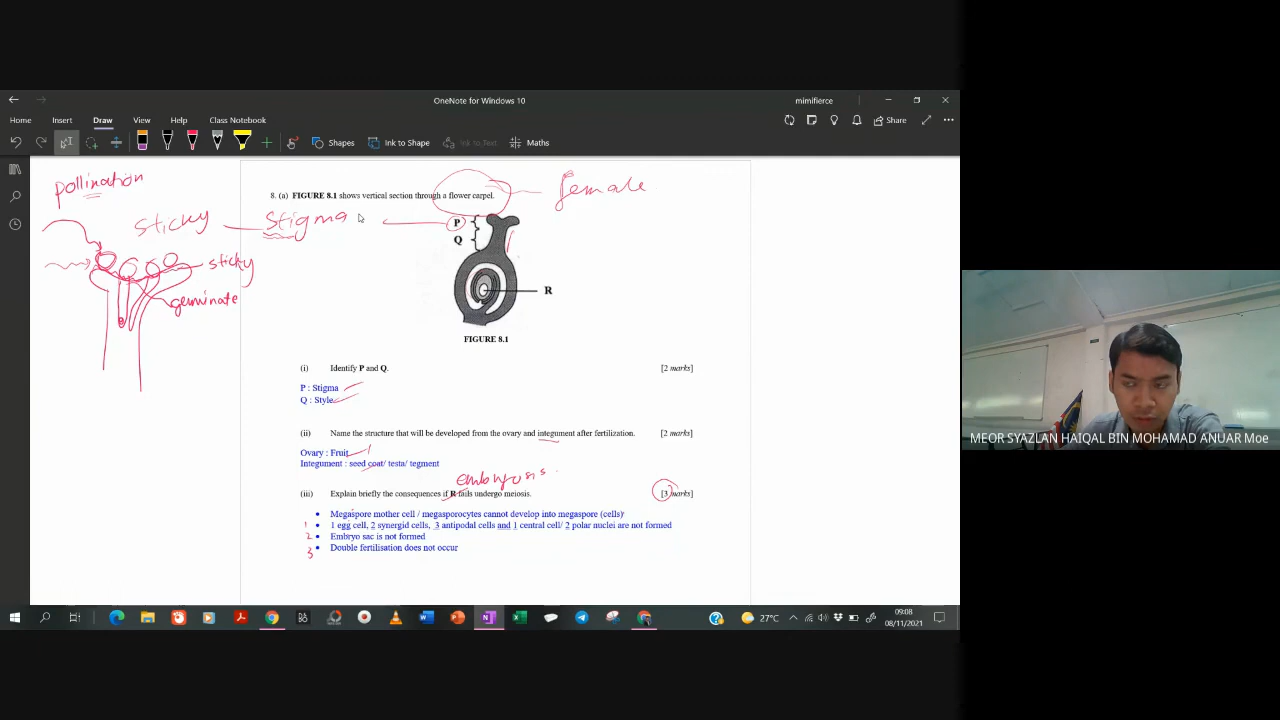 OneNote for Windows 10
mimifierce
Home Insert Draw View Help Class Notebook
Share
Shapes Ink to Shape Ink to Text Maths
pollination
8. (a) FIGURE 8.1 shows vertical section through a flower carpel.
female
sticky stigma
P
Q
sticky
germinate
R
FIGURE 8.1
(i) Identify P and Q. [2 marks]
P : Stigma
Q : Style
(ii) Name the structure that will be developed from the ovary and integument after fertilization. [2 marks]
Ovary : Fruit
Integument : seed coat/ testa/ tegment
embryosis
(iii) Explain briefly the consequences if R fails undergo meiosis. [3 marks]
• Megaspore mother cell / megasporocytes cannot develop into megaspore (cells)
1 • 1 egg cell, 2 synergid cells, 3 antipodal cells and 1 central cell/ 2 polar nuclei are not formed
2 • Embryo sac is not formed
3 • Double fertilisation does not occur
MEOR SYAZLAN HAIQAL BIN MOHAMAD ANUAR Moe
27°C
09:08
08/11/2021